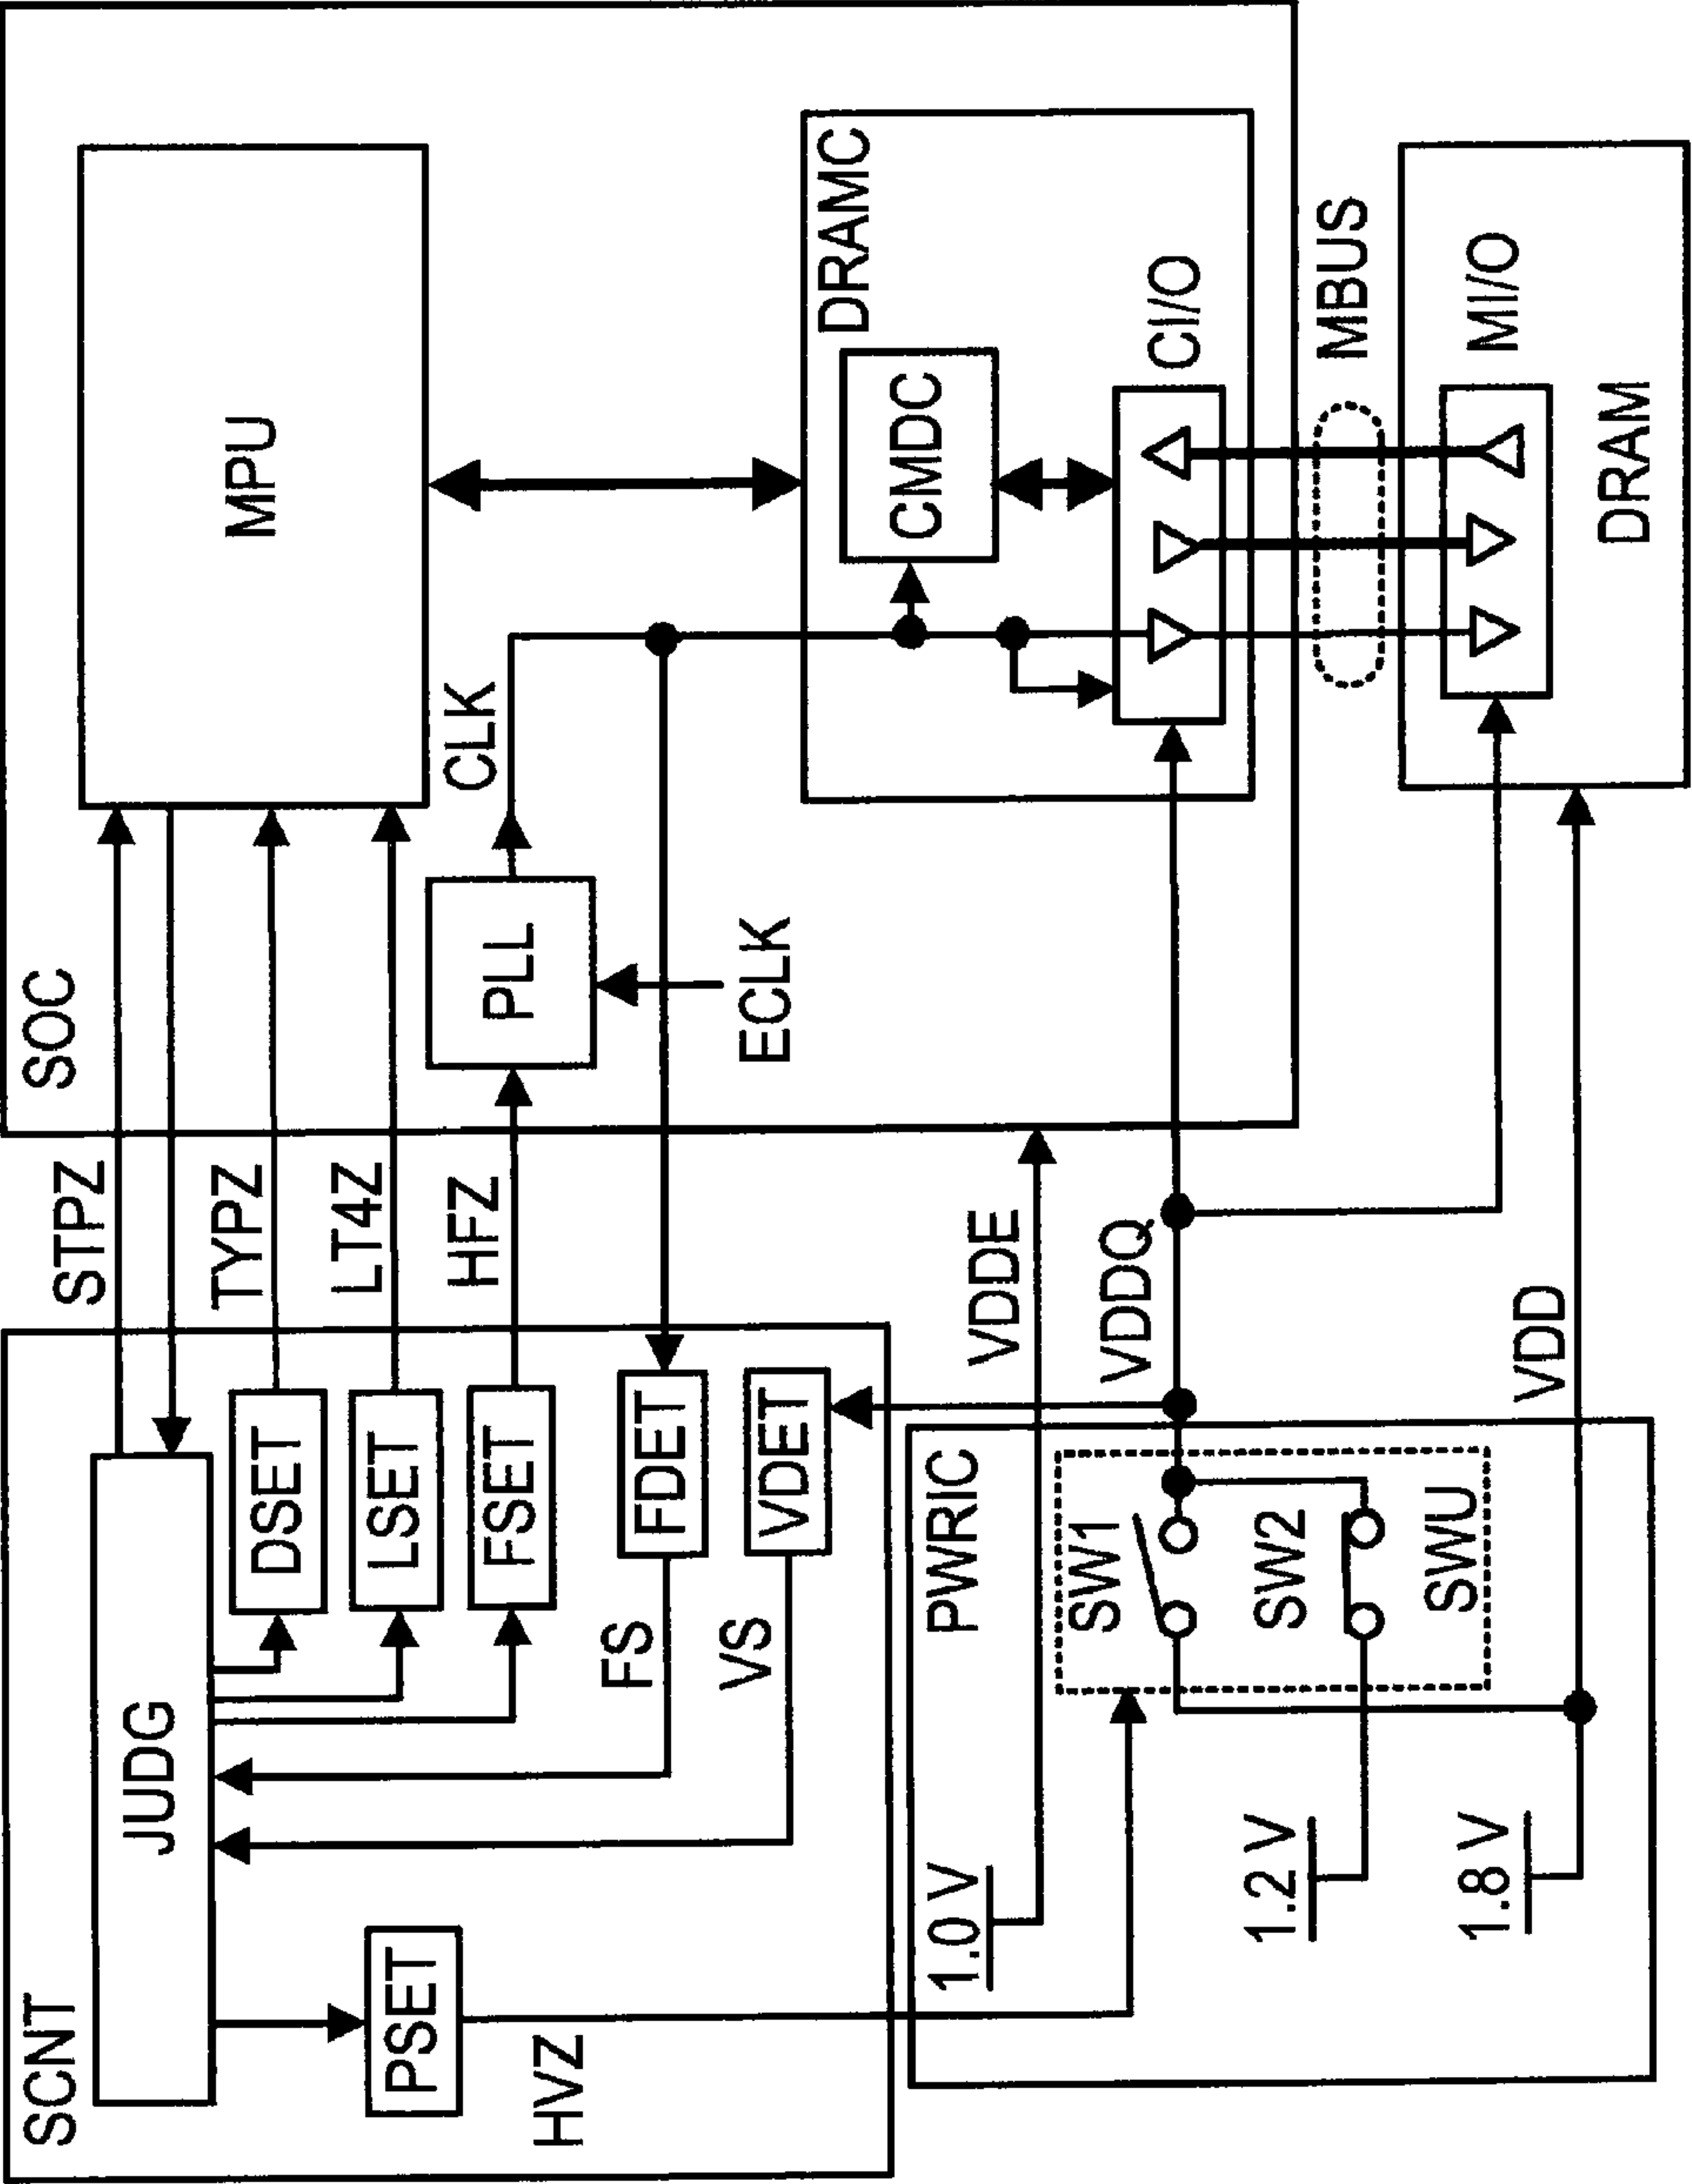 SCNT
JUDG
PSET
HVZ
DSET
LSET
FSET
FS
FDET
VS
VDET
STPZ
TYPZ
LT4Z
HFZ
SOC
MPU
PLL
CLK
ECLK
DRAMC
CMDC
CI/O
MBUS
MI/O
DRAM
PWRIC
1.0 V
1.2 V
1.8 V
SW1
SW2
SWU
VDDE
VDDQ
VDD